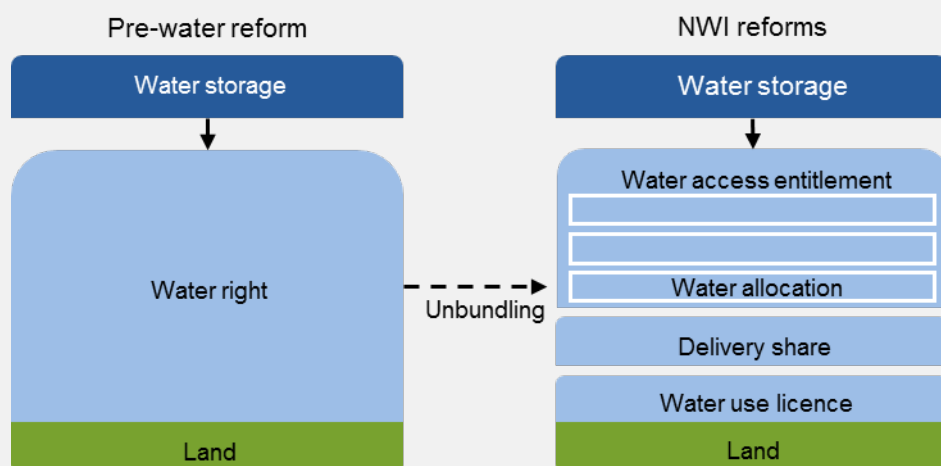 Pre-water reform
Water storage
Water right
Land
Unbundling
NWI reforms
Water storage
Water access entitlement
Water allocation
Delivery share
Water use licence
Land